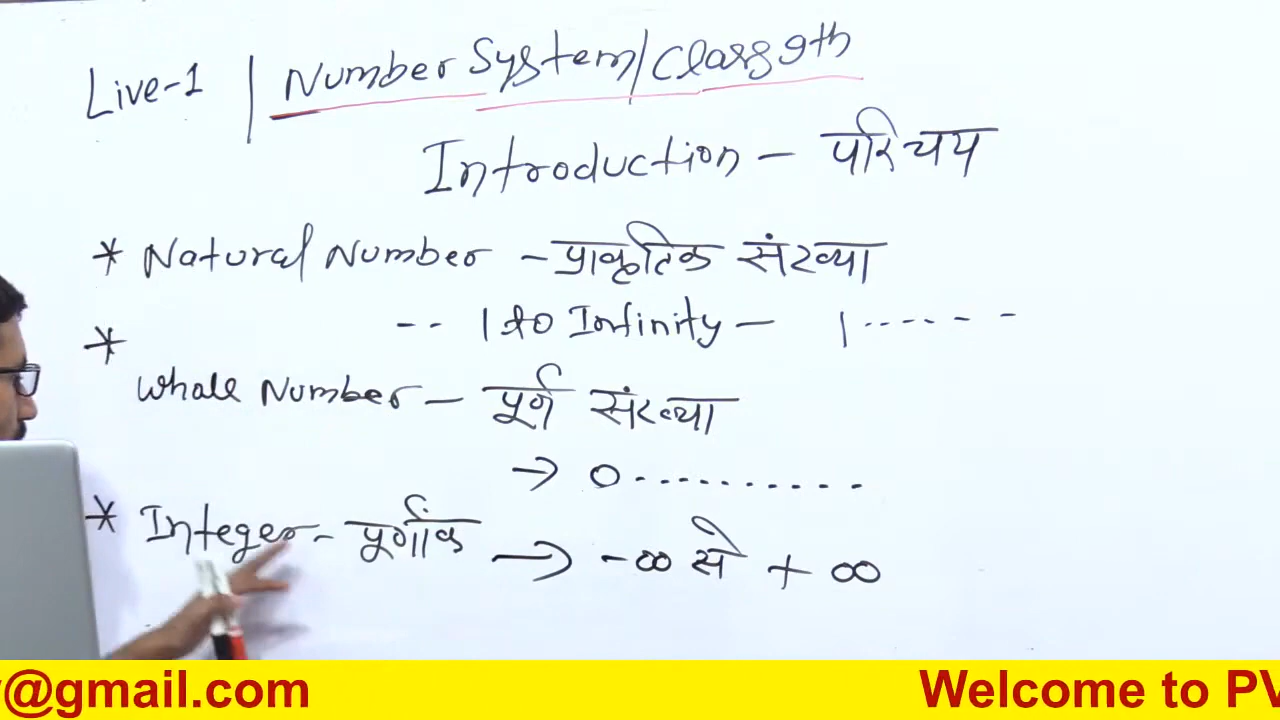 Live-1 | Number System/Class 9th
Introduction - परिचय
* Natural Number - प्राकृतिक संख्या
-- 1 to Infinity - 1 ------
*
Whole Number - पूर्ण संख्या
→ 0 ..........
* Integer - पूर्णांक → -∞ से + ∞
@gmail.com Welcome to PV